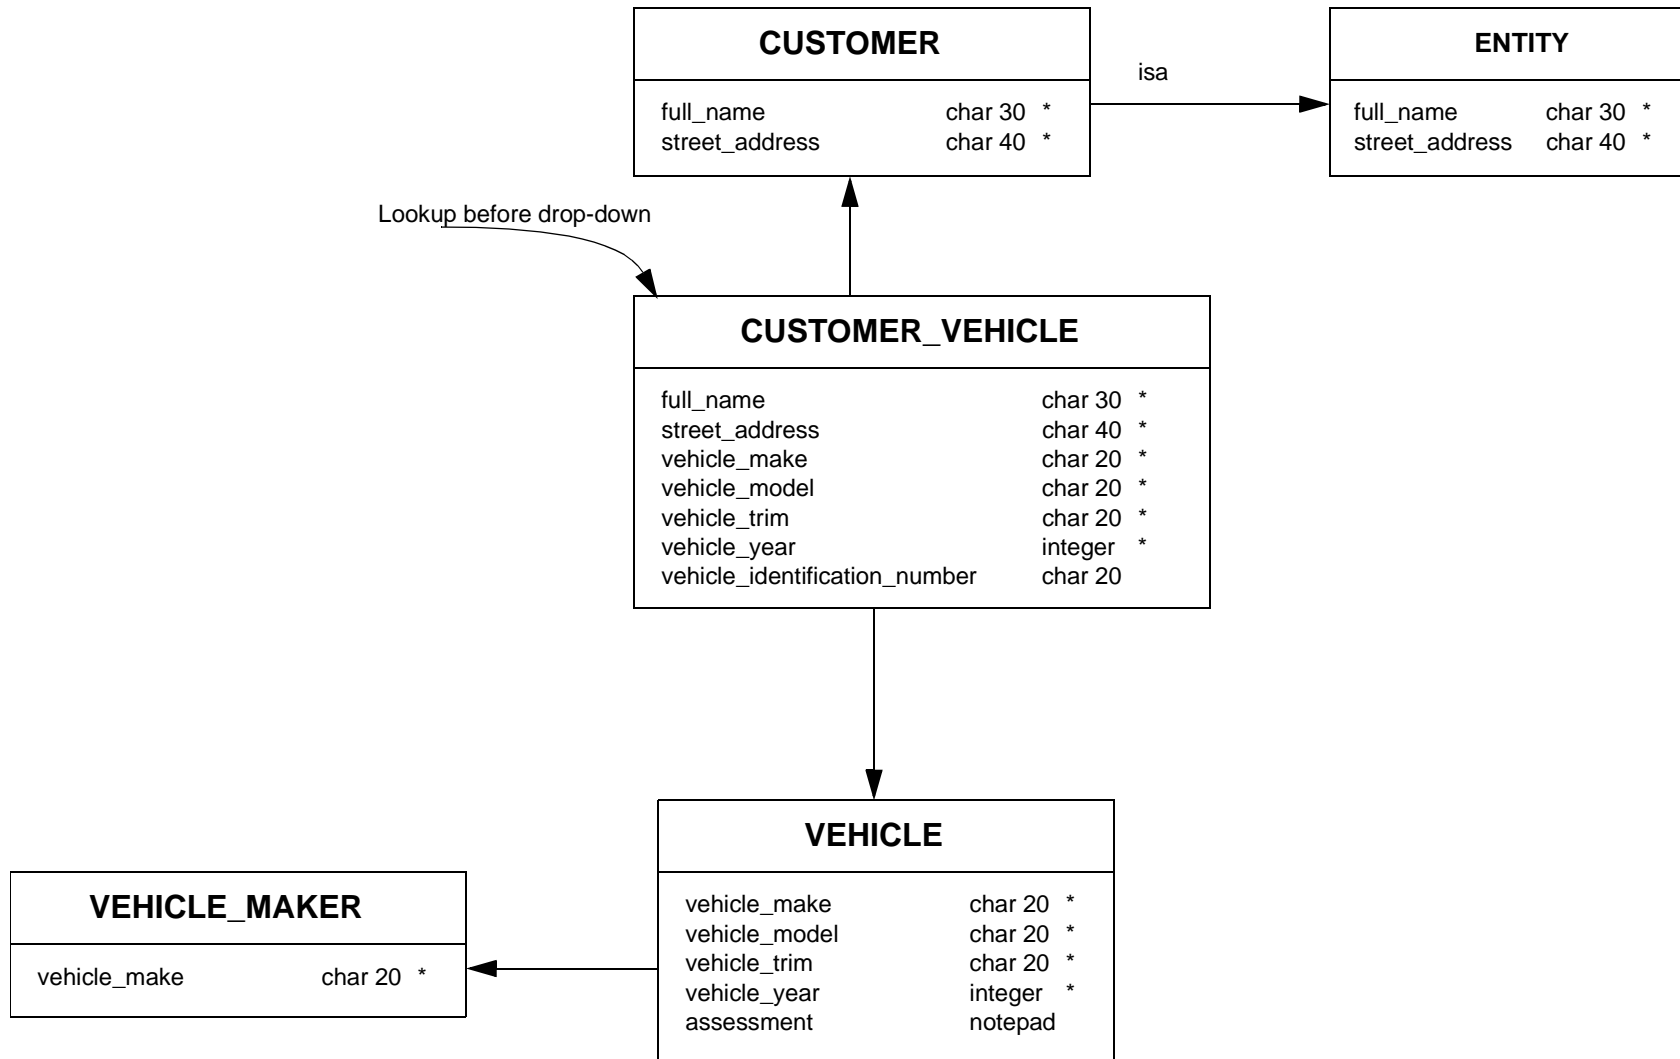 CUSTOMER
full_name char 30 *
street_address char 40 *
isa
ENTITY
full_name char 30 *
street_address char 40 *
Lookup before drop-down
CUSTOMER_VEHICLE
full_name char 30 *
street_address char 40 *
vehicle_make char 20 *
vehicle_model char 20 *
vehicle_trim char 20 *
vehicle_year integer *
vehicle_identification_number char 20
VEHICLE
vehicle_make char 20 *
vehicle_model char 20 *
vehicle_trim char 20 *
vehicle_year integer *
assessment notepad
VEHICLE_MAKER
vehicle_make char 20 *